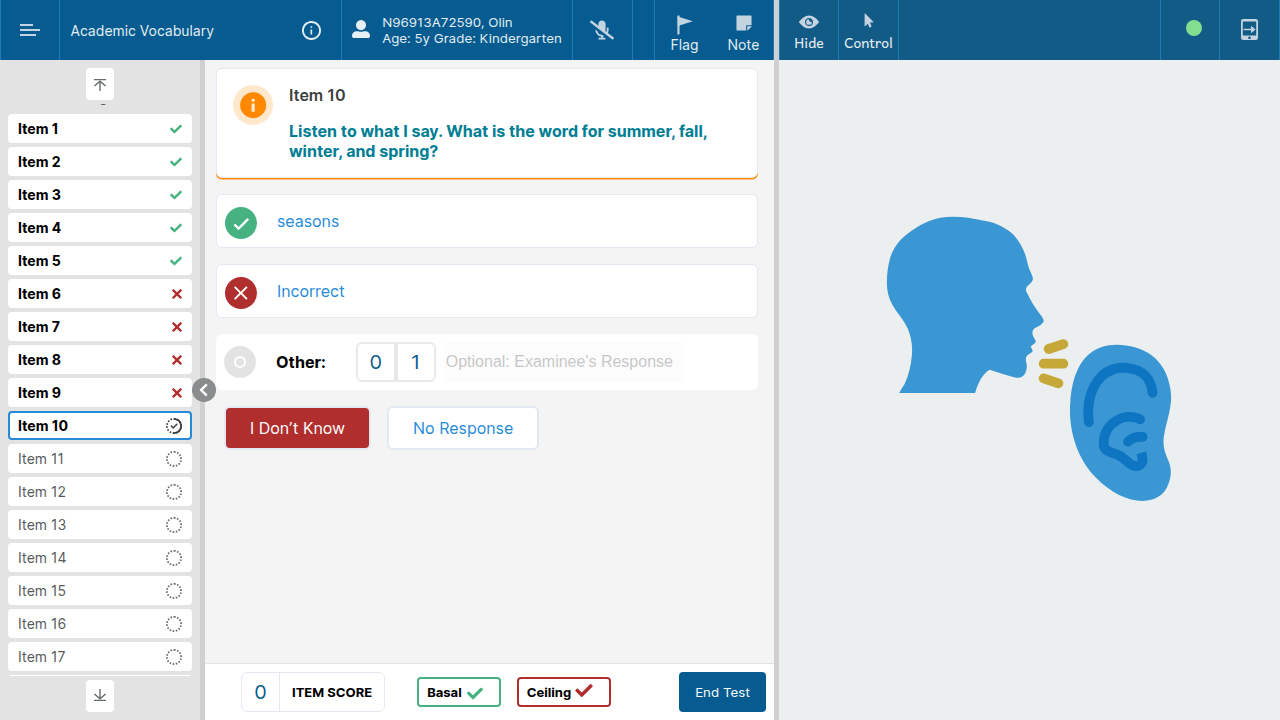 Academic Vocabulary
N96913A72590, Olin
Age: 5y Grade: Kindergarten
Flag
Note
Hide
Control
Item 1
Item 2
Item 3
Item 4
Item 5
Item 6
Item 7
Item 8
Item 9
Item 10
Item 11
Item 12
Item 13
Item 14
Item 15
Item 16
Item 17
Item 10
Listen to what I say. What is the word for summer, fall,
winter, and spring?
seasons
Incorrect
Other:
0
1
Optional: Examinee's Response
I Don’t Know
No Response
0
ITEM SCORE
Basal
Ceiling
End Test